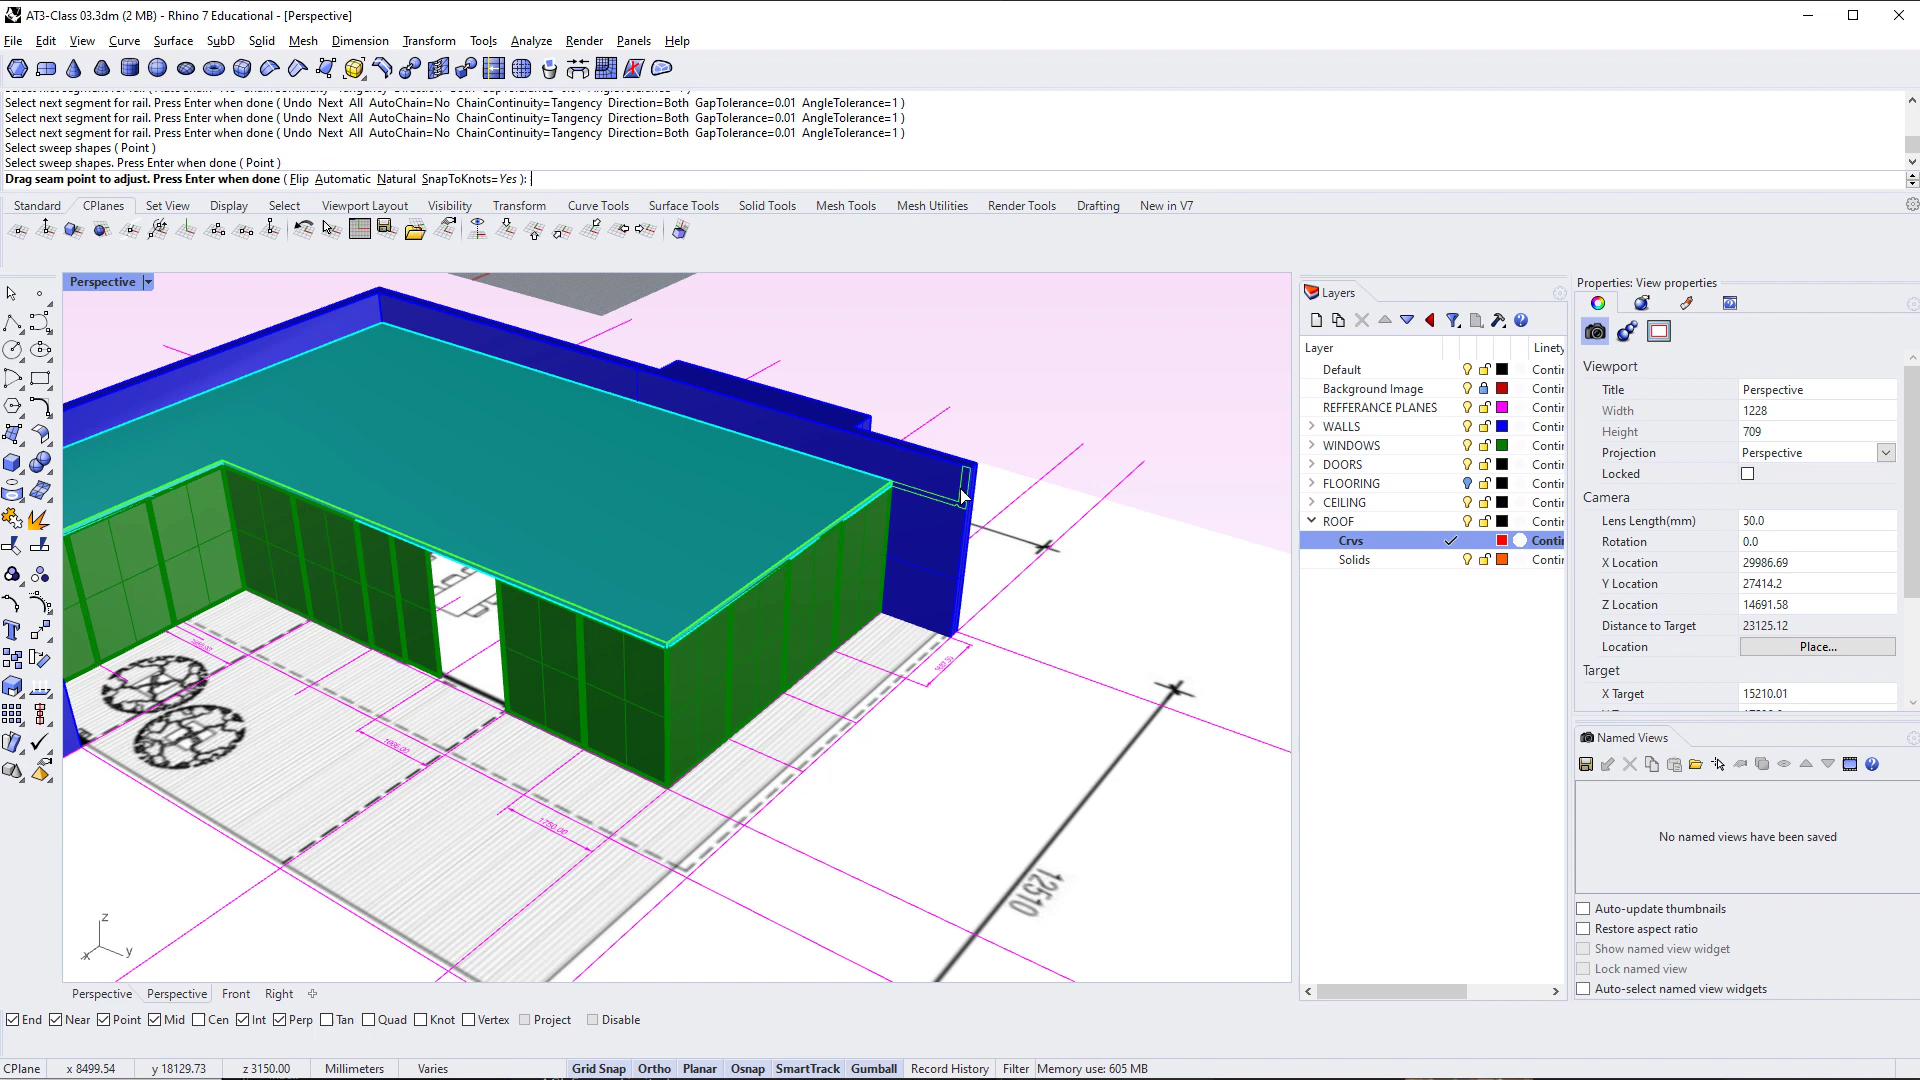 AT3-Class 03.3dm (2 MB) - Rhino 7 Educational - [Perspective]
File Edit View Curve Surface SubD Solid Mesh Dimension Transform Tools Analyze Render Panels Help
Select next segment for rail. Press Enter when done ( Undo Next All AutoChain=No ChainContinuity=Tangency Direction=Both GapTolerance=0.01 AngleTolerance=1 )
Select next segment for rail. Press Enter when done ( Undo Next All AutoChain=No ChainContinuity=Tangency Direction=Both GapTolerance=0.01 AngleTolerance=1 )
Select next segment for rail. Press Enter when done ( Undo Next All AutoChain=No ChainContinuity=Tangency Direction=Both GapTolerance=0.01 AngleTolerance=1 )
Select sweep shapes ( Point )
Select sweep shapes. Press Enter when done ( Point )
Drag seam point to adjust. Press Enter when done ( Flip Automatic Natural SnapToKnots=Yes ):
Standard CPlanes Set View Display Select Viewport Layout Visibility Transform Curve Tools Surface Tools Solid Tools Mesh Tools Mesh Utilities Render Tools Drafting New in V7
Perspective
12510
1750.00
z
y
x
Layers
Layer Linety
Default Contir
Background Image Contir
REFFERANCE PLANES Contir
WALLS Contir
WINDOWS Contir
DOORS Contir
FLOORING Contir
CEILING Contir
ROOF Contir
Crvs Contir
Solids Contir
Properties: View properties
Viewport
Title Perspective
Width 1228
Height 709
Projection Perspective
Locked
Camera
Lens Length(mm) 50.0
Rotation 0.0
X Location 29986.69
Y Location 27414.2
Z Location 14691.58
Distance to Target 23125.12
Location Place...
Target
X Target 15210.01
Named Views
No named views have been saved
Auto-update thumbnails
Restore aspect ratio
Show named view widget
Lock named view
Auto-select named view widgets
Perspective Perspective Front Right
End Near Point Mid Cen Int Perp Tan Quad Knot Vertex Project Disable
CPlane x 8499.54 y 18129.73 z 3150.00 Millimeters Varies Grid Snap Ortho Planar Osnap SmartTrack Gumball Record History Filter Memory use: 605 MB